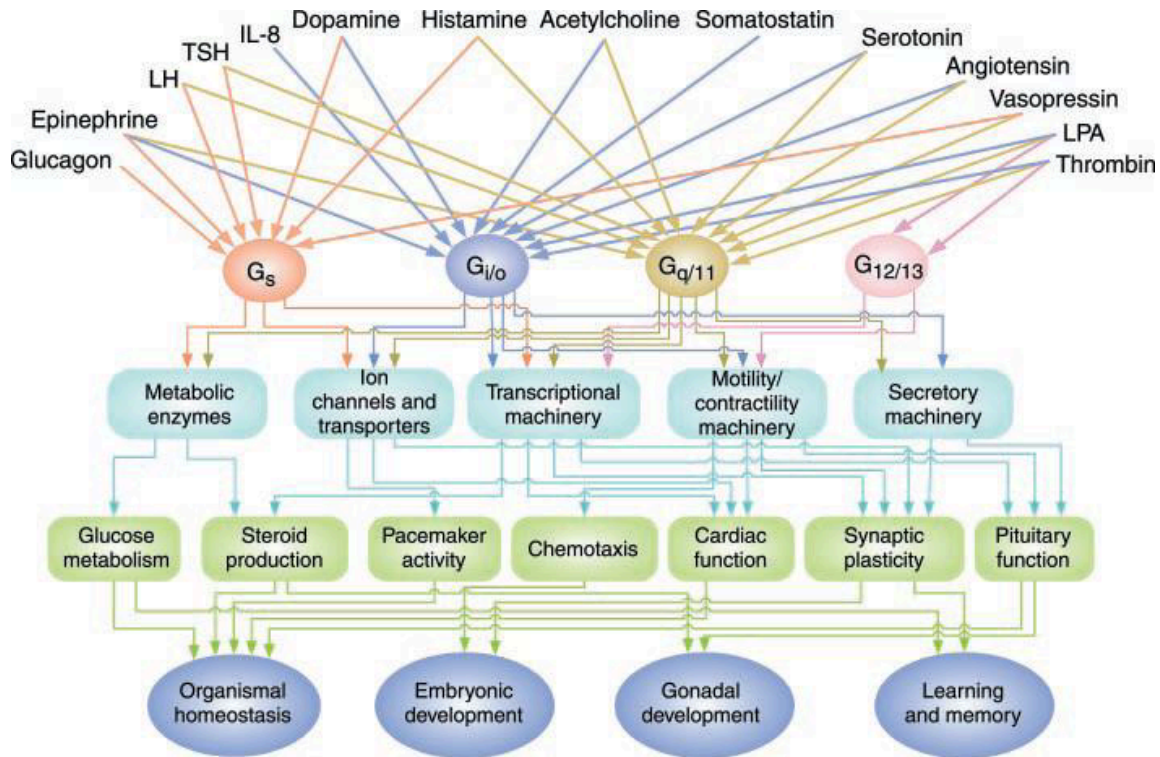 Dopamine
Histamine
Acetylcholine
Somatostatin
IL-8
Serotonin
TSH
Angiotensin
LH
Vasopressin
Epinephrine
LPA
Glucagon
Thrombin
Gs
Gi/o
Gq/11
G12/13
Metabolic
enzymes
Ion
channels and
transporters
Transcriptional
machinery
Motility/
contractility
machinery
Secretory
machinery
Glucose
metabolism
Steroid
production
Pacemaker
activity
Chemotaxis
Cardiac
function
Synaptic
plasticity
Pituitary
function
Organismal
homeostasis
Embryonic
development
Gonadal
development
Learning
and memory